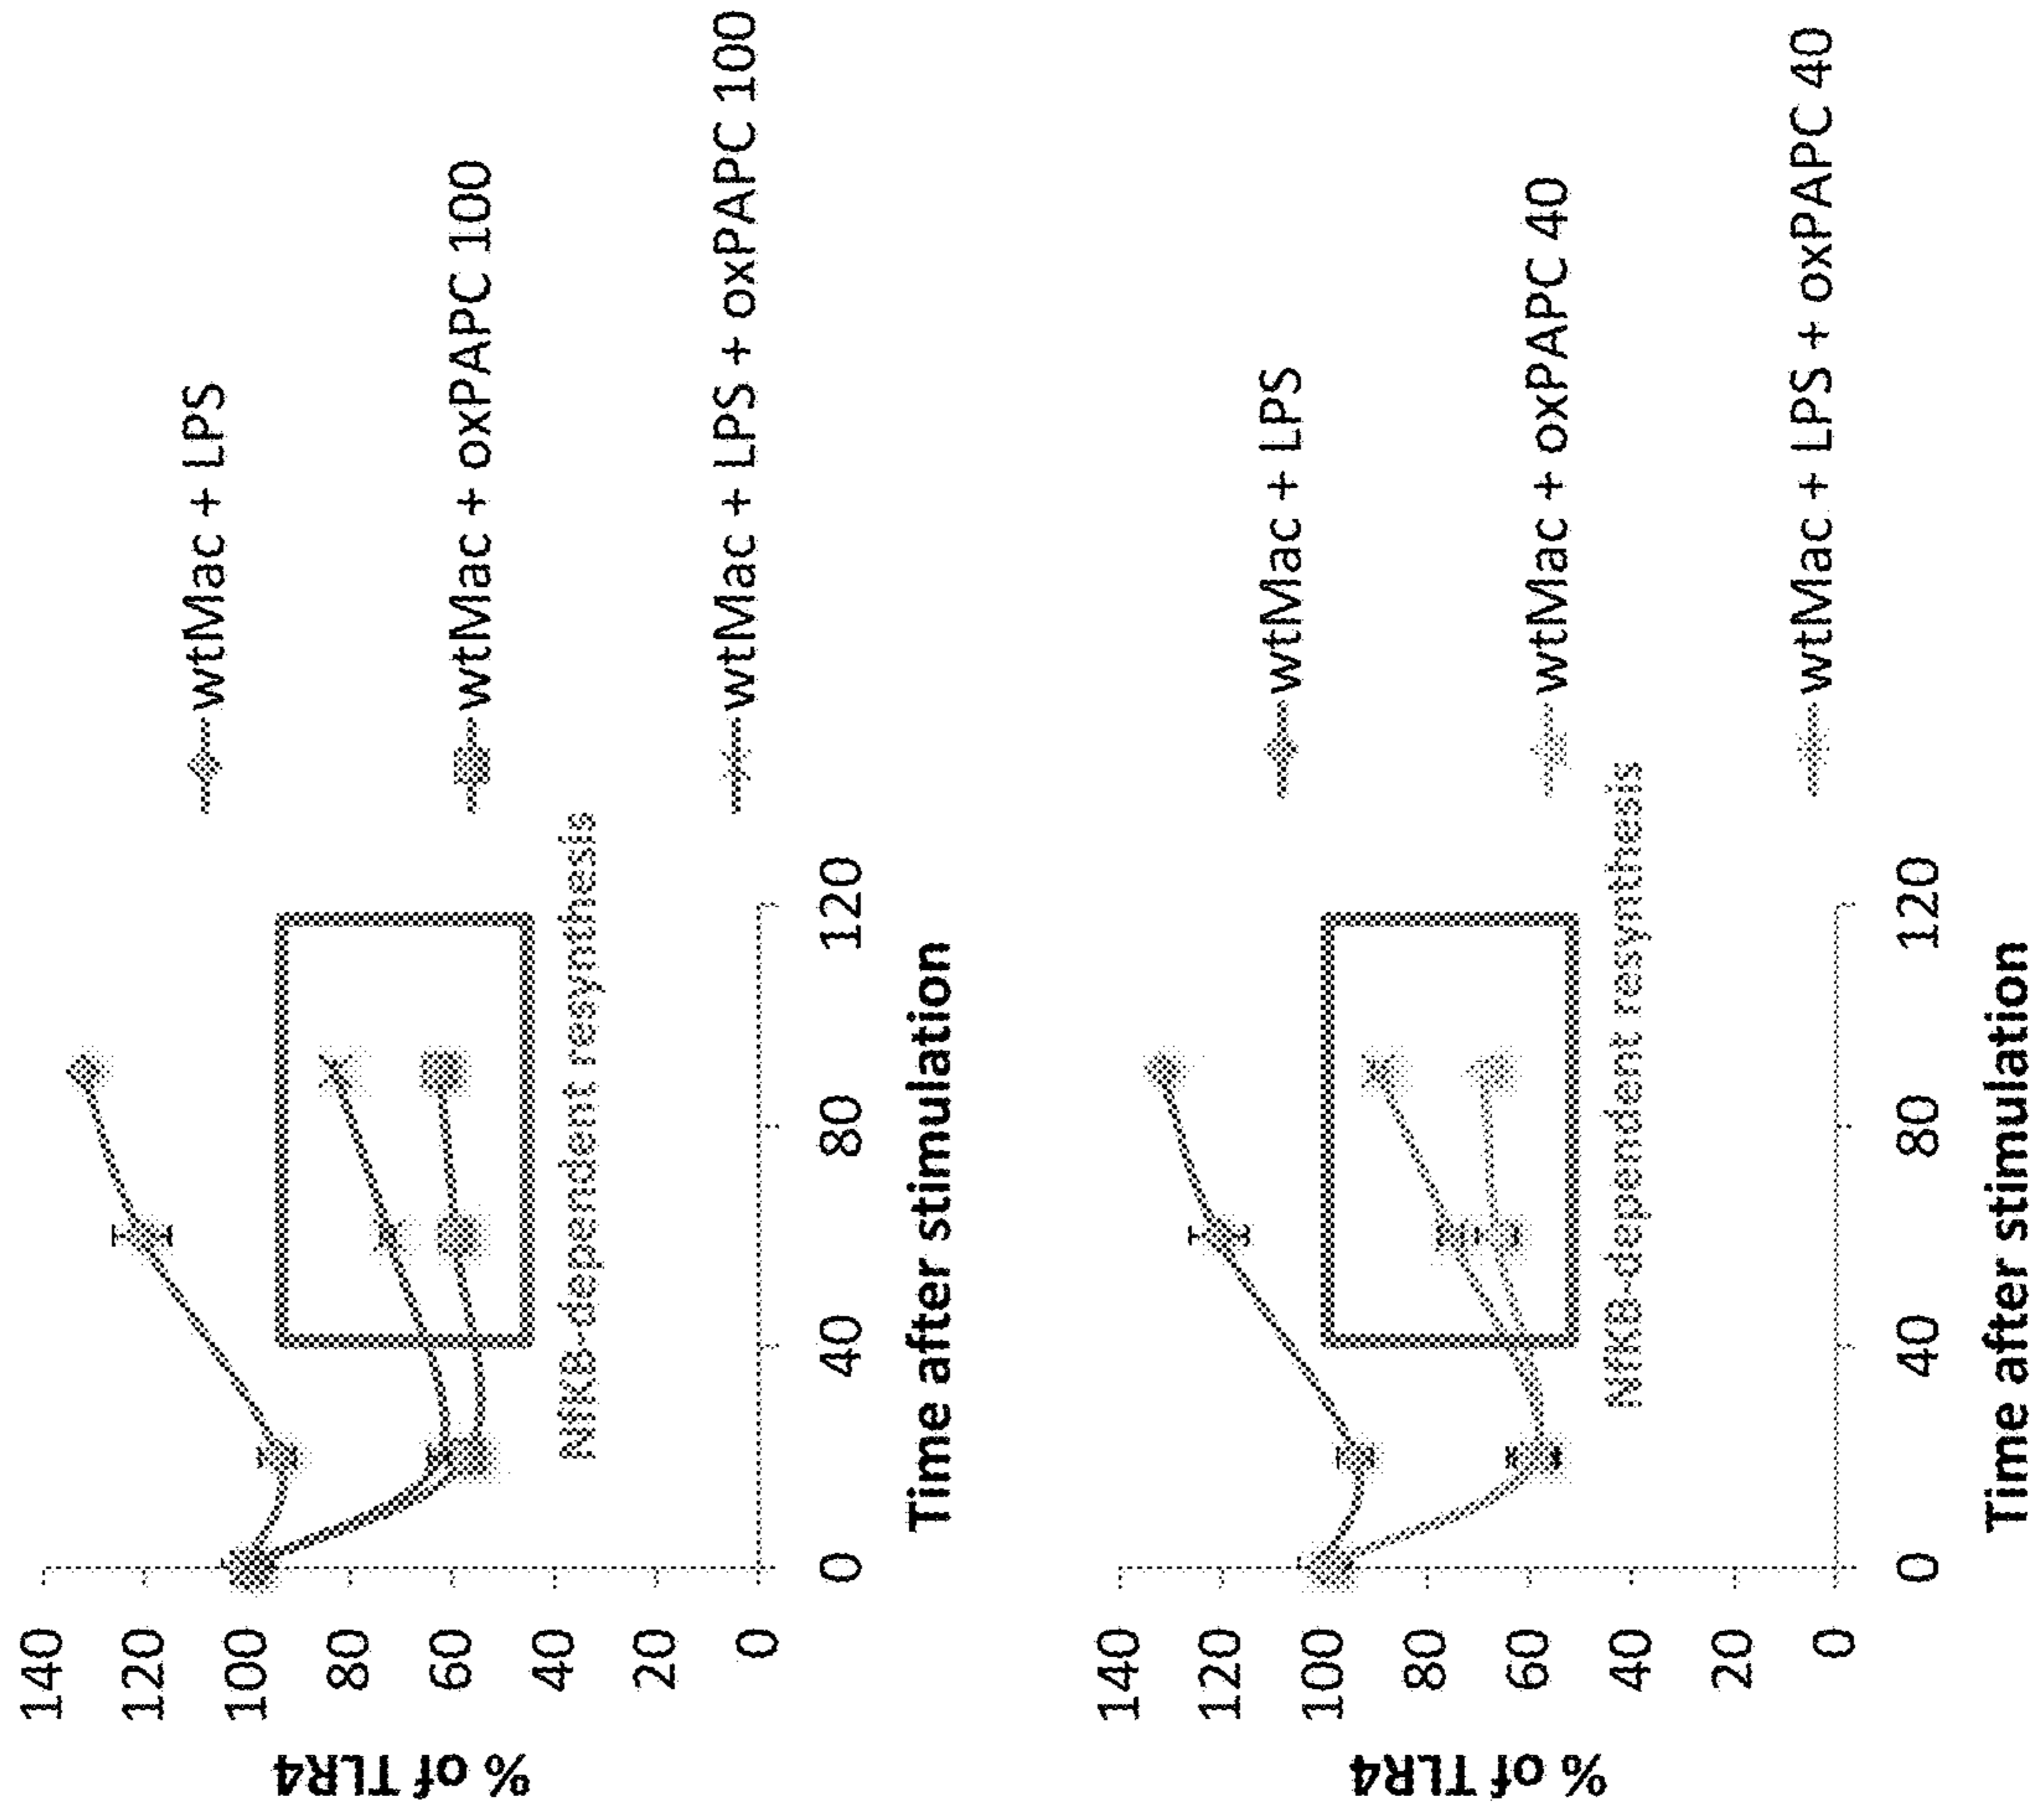 % of TLR4
140
120
100
80
60
40
20
0
0
40
80
120
Time after stimulation
NfKB-dependent resynthesis
wtMac + LPS
wtMac + oxPAPC 100
wtMac + LPS + oxPAPC 100
% of TLR4
140
120
100
80
60
40
20
0
0
40
80
120
Time after stimulation
NfKB-dependent resynthesis
wtMac + LPS
wtMac + oxPAPC 40
wtMac + LPS + oxPAPC 40